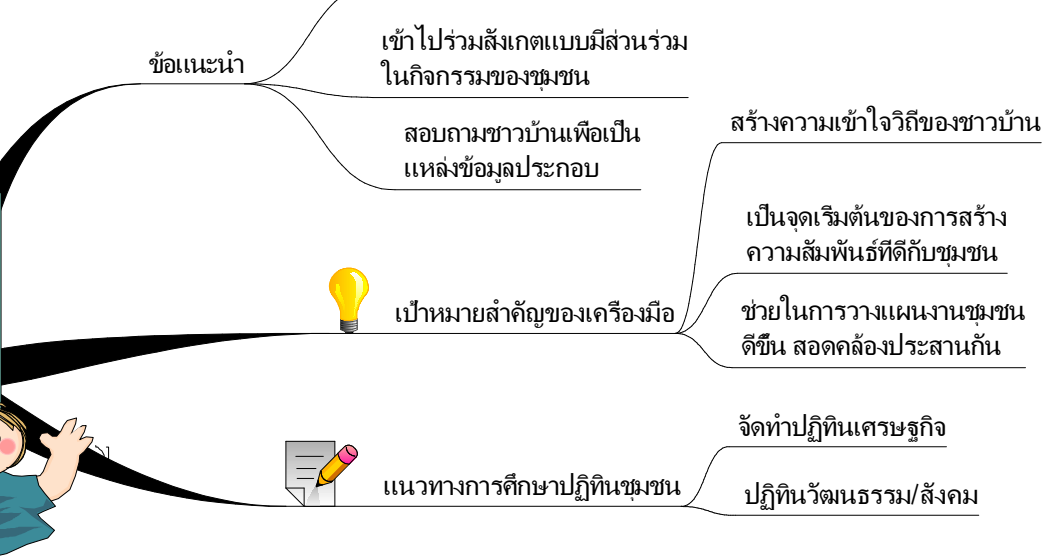 ข้อแนะนำ
เข้าไปร่วมสังเกตแบบมีส่วนร่วม
ในกิจกรรมของชุมชน
สอบถามชาวบ้านเพื่อเป็น
แหล่งข้อมูลประกอบ
เป้าหมายสำคัญของเครื่องมือ
สร้างความเข้าใจวิถีของชาวบ้าน
เป็นจุดเริ่มต้นของการสร้าง
ความสัมพันธ์ที่ดีกับชุมชน
ช่วยในการวางแผนงานชุมชน
ดีขึ้น สอดคล้องประสานกัน
แนวทางการศึกษาปฏิทินชุมชน
จัดทำปฏิทินเศรษฐกิจ
ปฏิทินวัฒนธรรม/สังคม